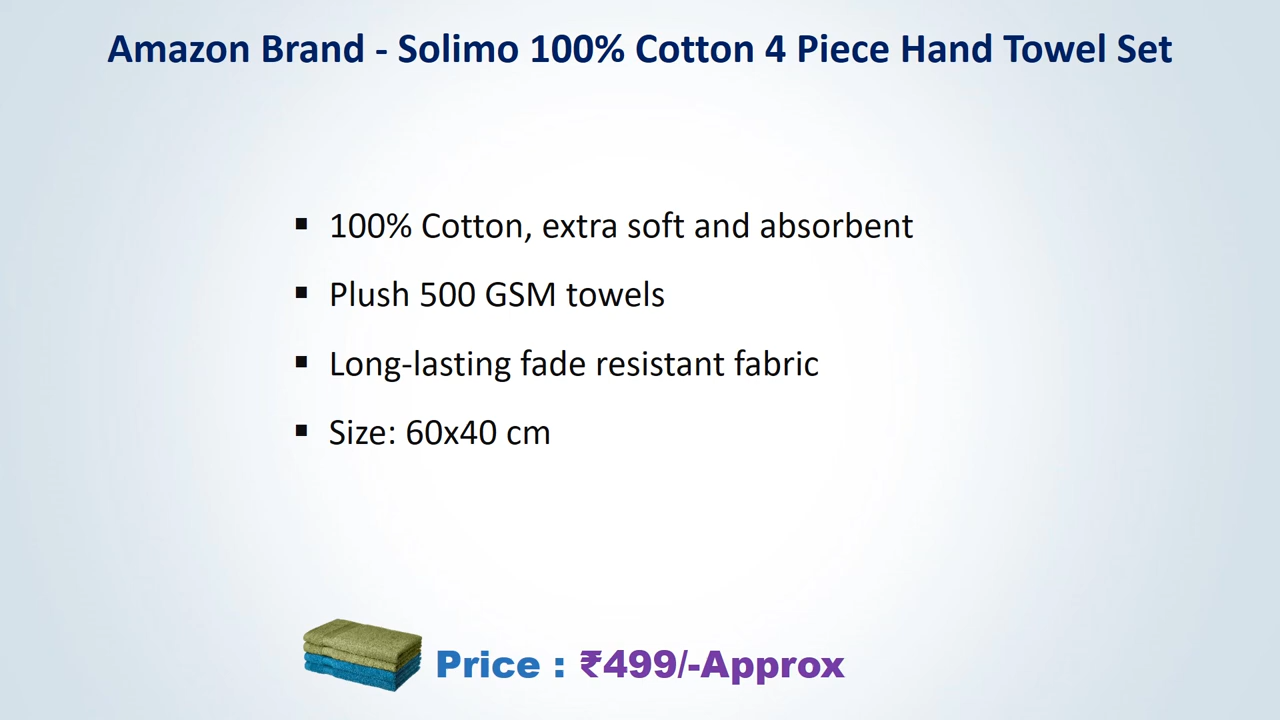 Amazon Brand - Solimo 100% Cotton 4 Piece Hand Towel Set
▪ 100% Cotton, extra soft and absorbent
▪ Plush 500 GSM towels
▪ Long-lasting fade resistant fabric
▪ Size: 60x40 cm
Price : ₹499/-Approx